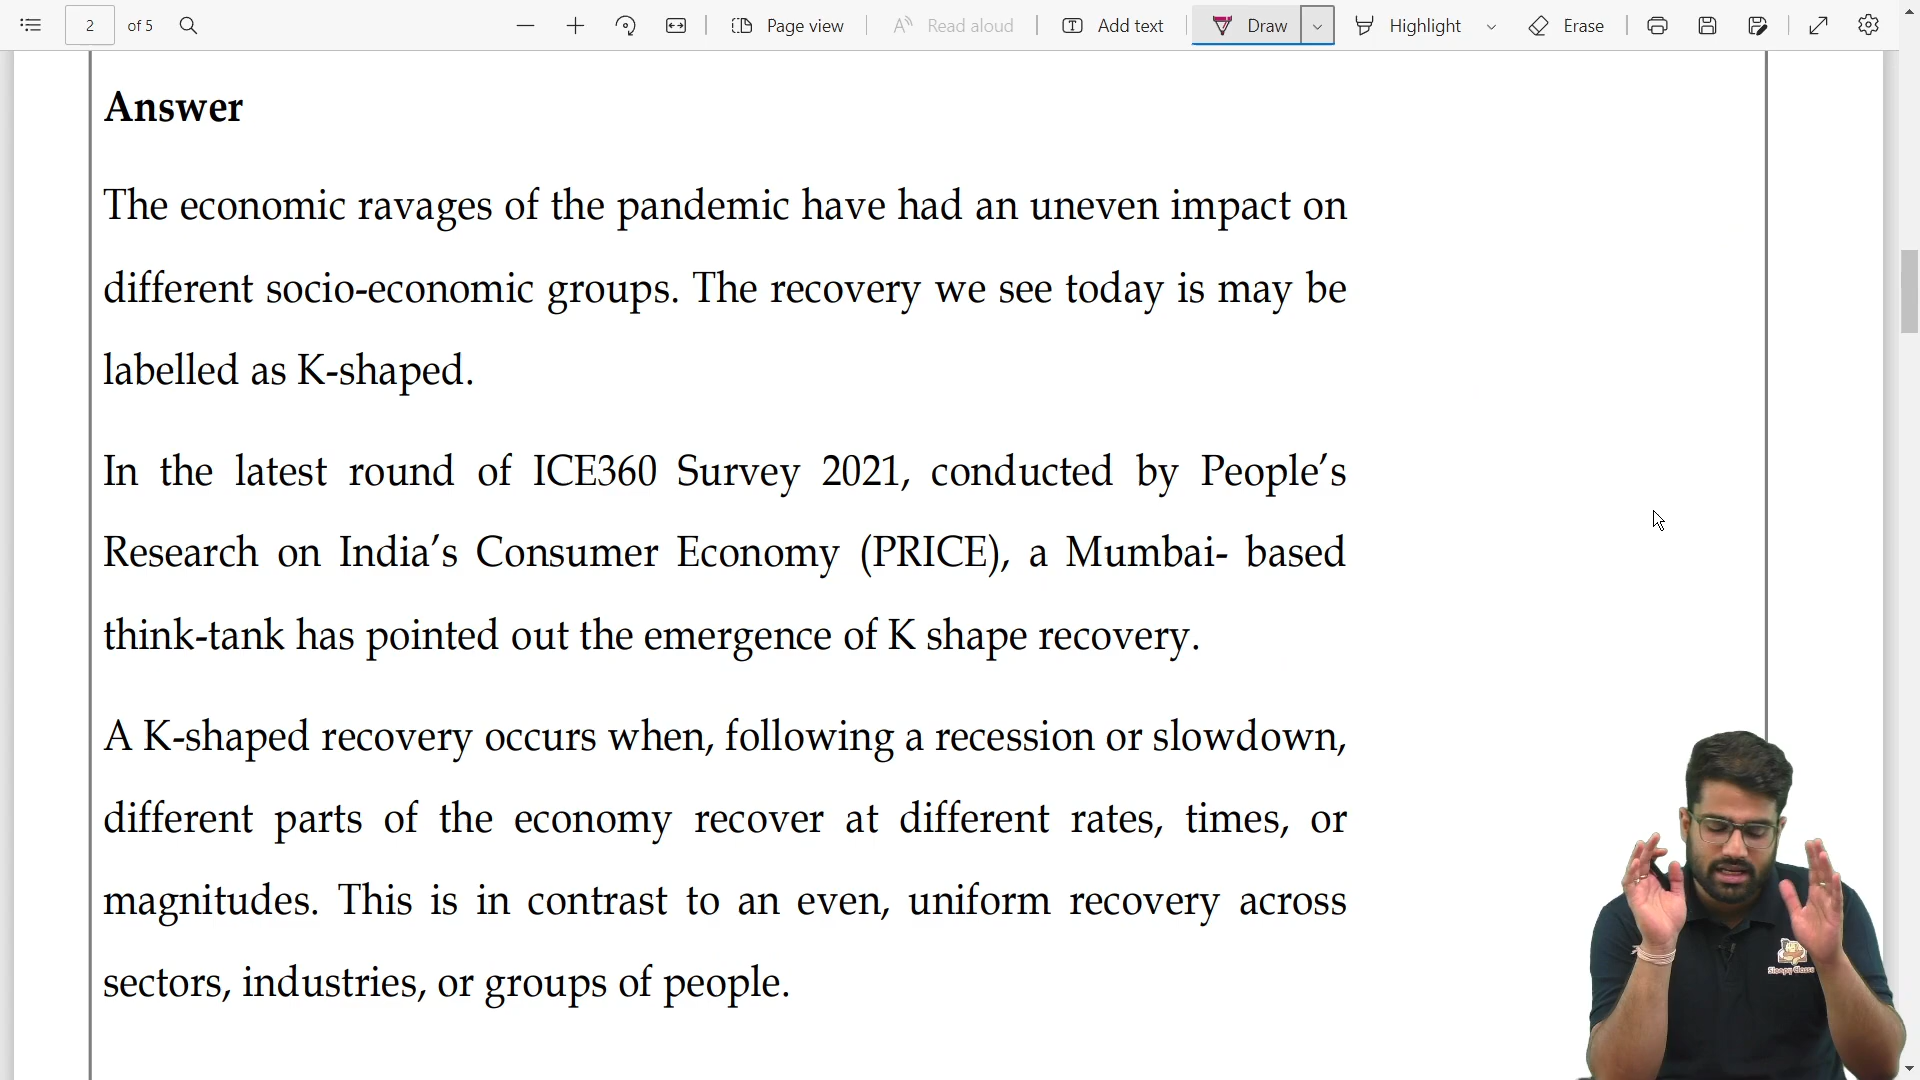 2 of 5 Page view Read aloud Add text Draw Highlight Erase
Answer
The economic ravages of the pandemic have had an uneven impact on
different socio-economic groups. The recovery we see today is may be
labelled as K-shaped.
In the latest round of ICE360 Survey 2021, conducted by People’s
Research on India’s Consumer Economy (PRICE), a Mumbai- based
think-tank has pointed out the emergence of K shape recovery.
A K-shaped recovery occurs when, following a recession or slowdown,
different parts of the economy recover at different rates, times, or
magnitudes. This is in contrast to an even, uniform recovery across
sectors, industries, or groups of people.